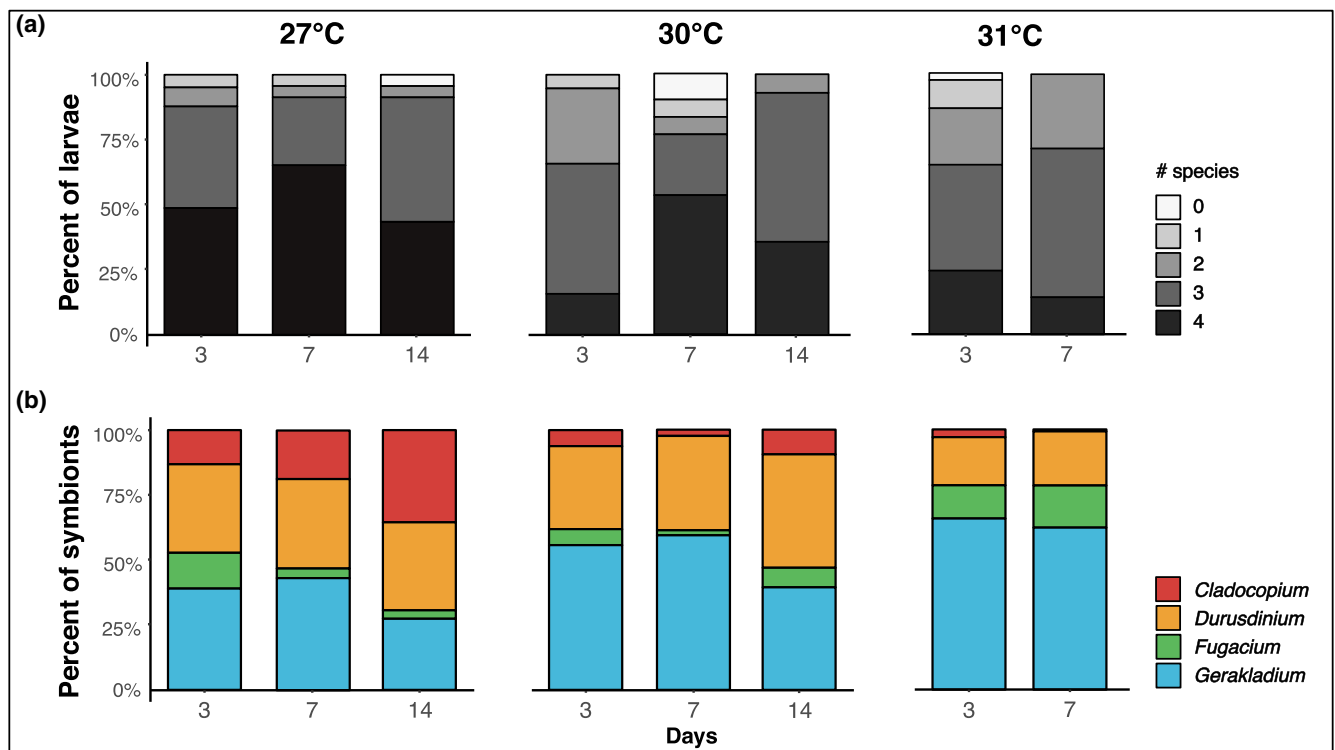 (a)
27°C
30°C
31°C
Percent of larvae
100%
75%
50%
25%
0%
3
7
14
3
7
14
3
7
# species
0
1
2
3
4
(b)
Percent of symbionts
100%
75%
50%
25%
0%
3
7
14
3
7
14
3
7
Days
Cladocopium
Durusdinium
Fugacium
Gerakladium